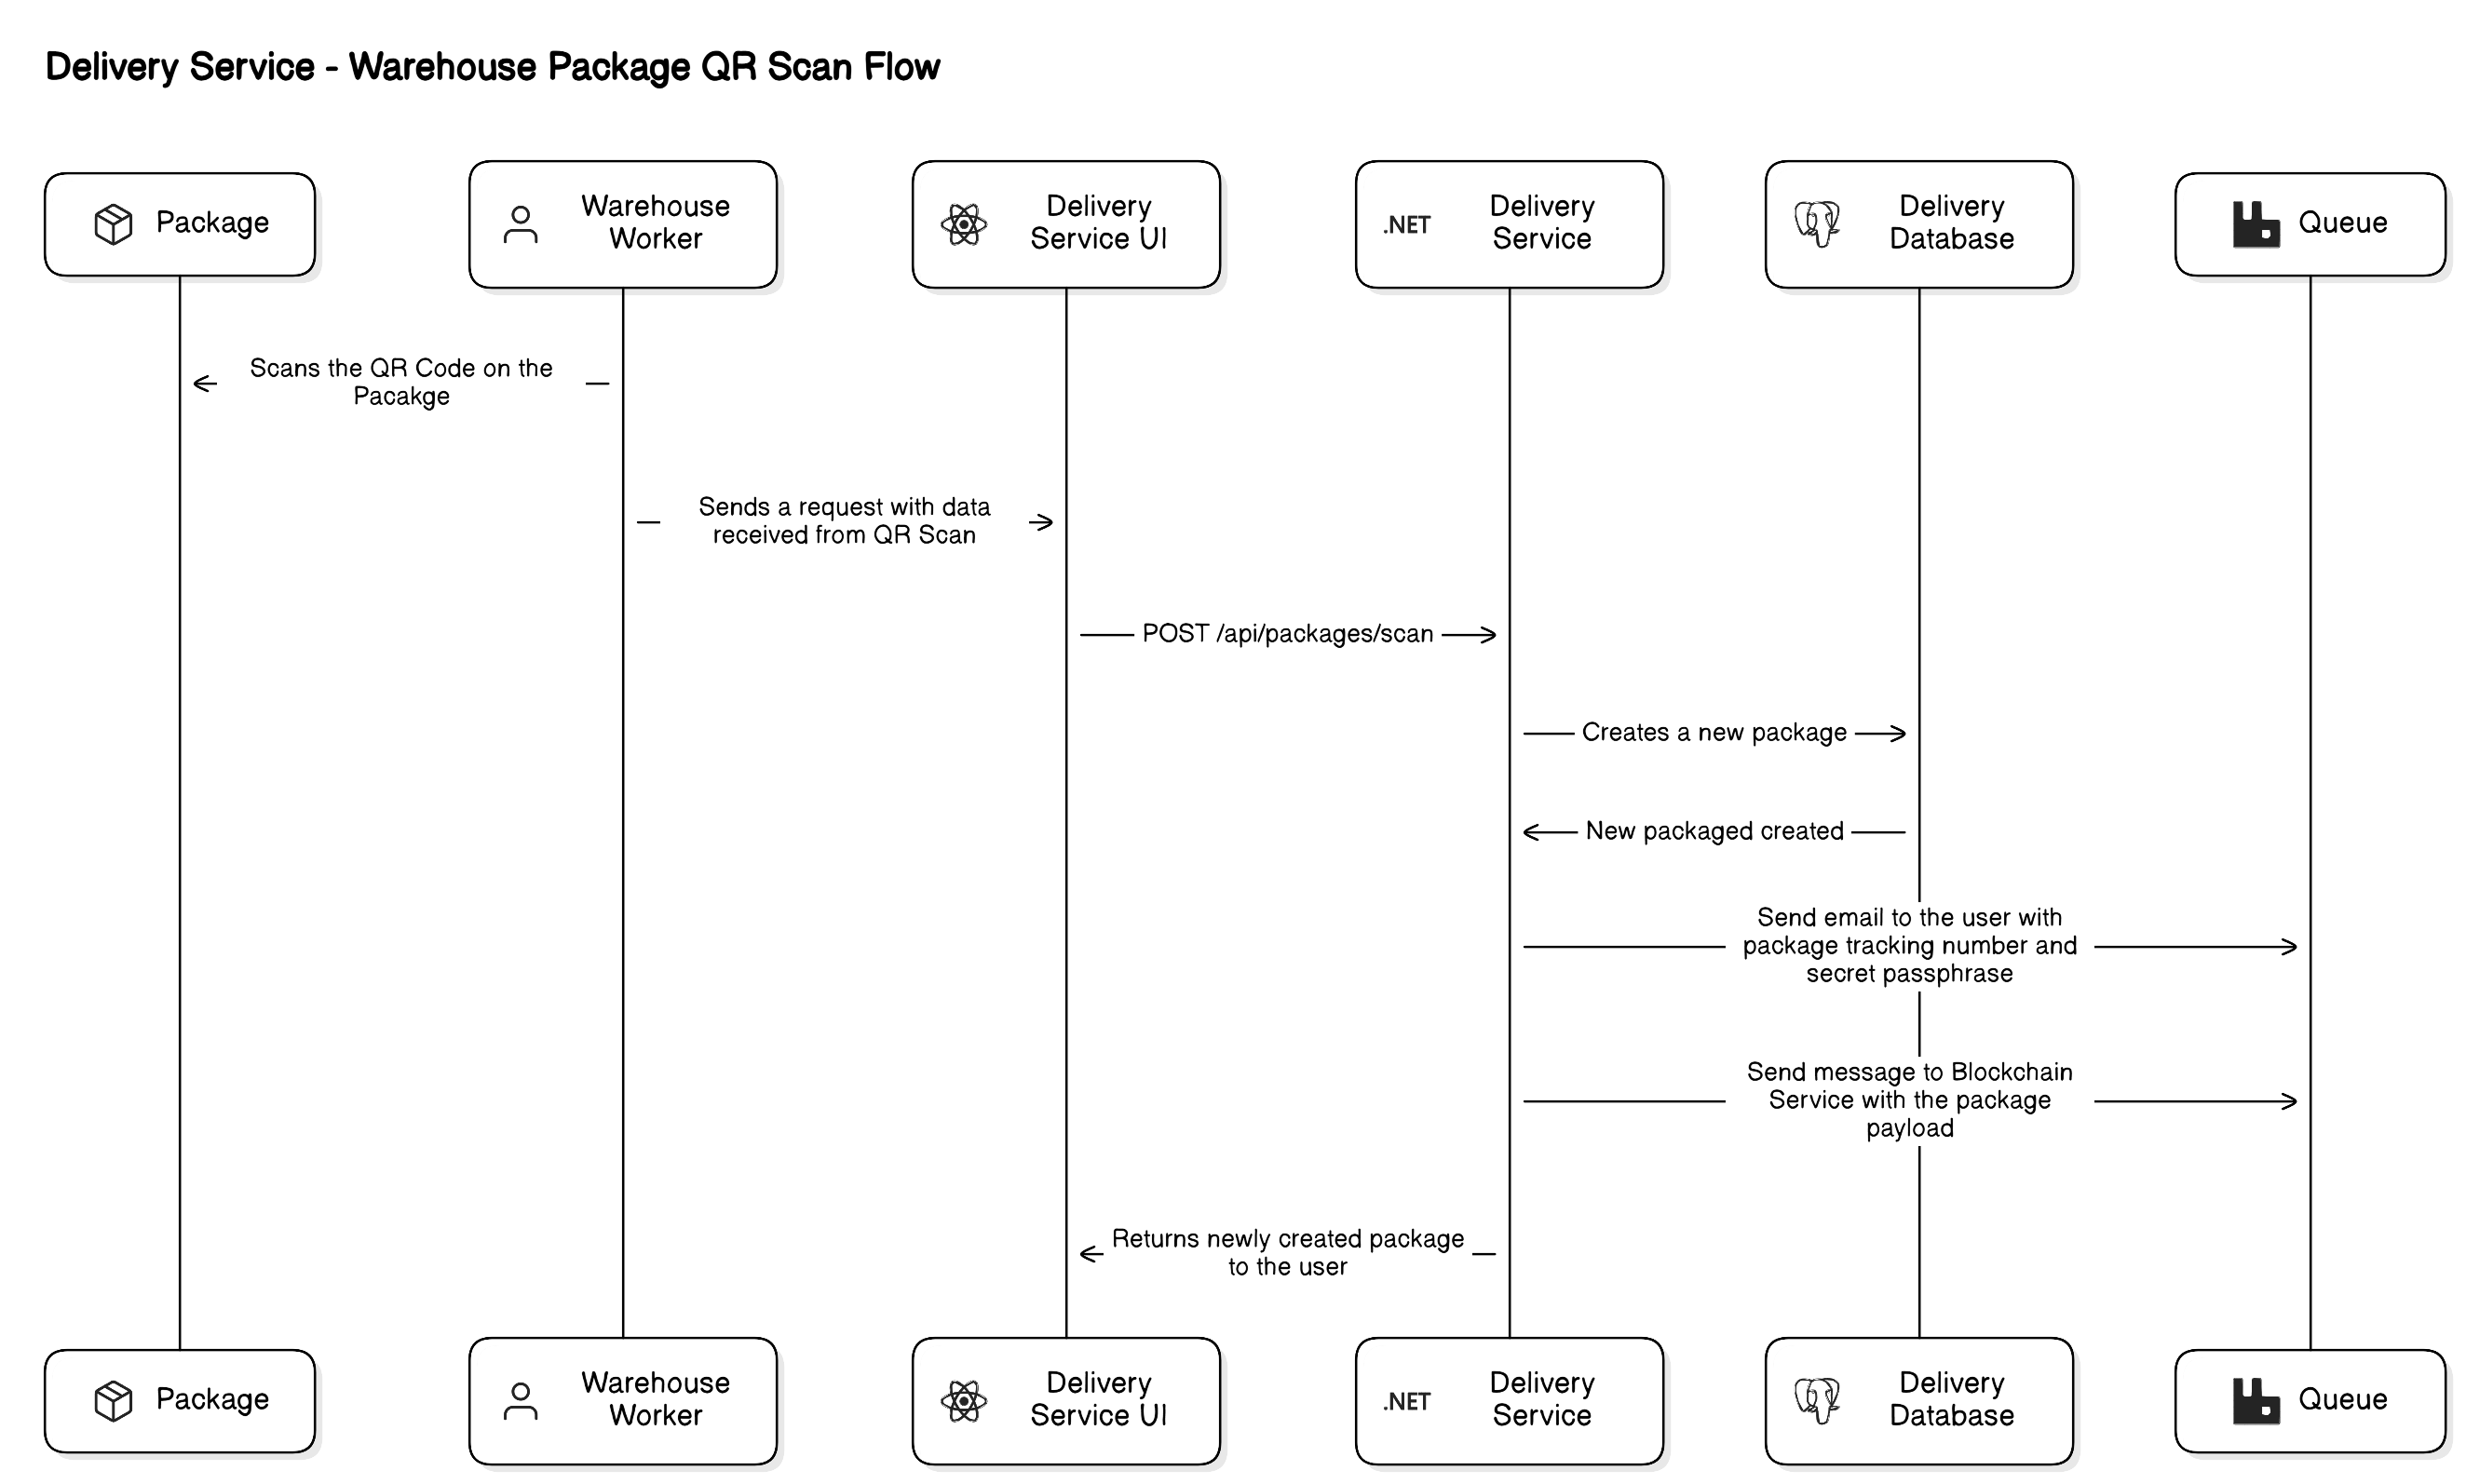 Delivery Service - Warehouse Package QR Scan Flow
Package
Warehouse
Worker
Delivery
Service UI
.NET
Delivery
Service
Delivery
Database
Queue
Scans the QR Code on the
Pacakge
Sends a request with data
received from QR Scan
POST /api/packages/scan
Creates a new package
New packaged created
Send email to the user with
package tracking number and
secret passphrase
Send message to Blockchain
Service with the package
payload
Returns newly created package
to the user
Package
Warehouse
Worker
Delivery
Service UI
.NET
Delivery
Service
Delivery
Database
Queue